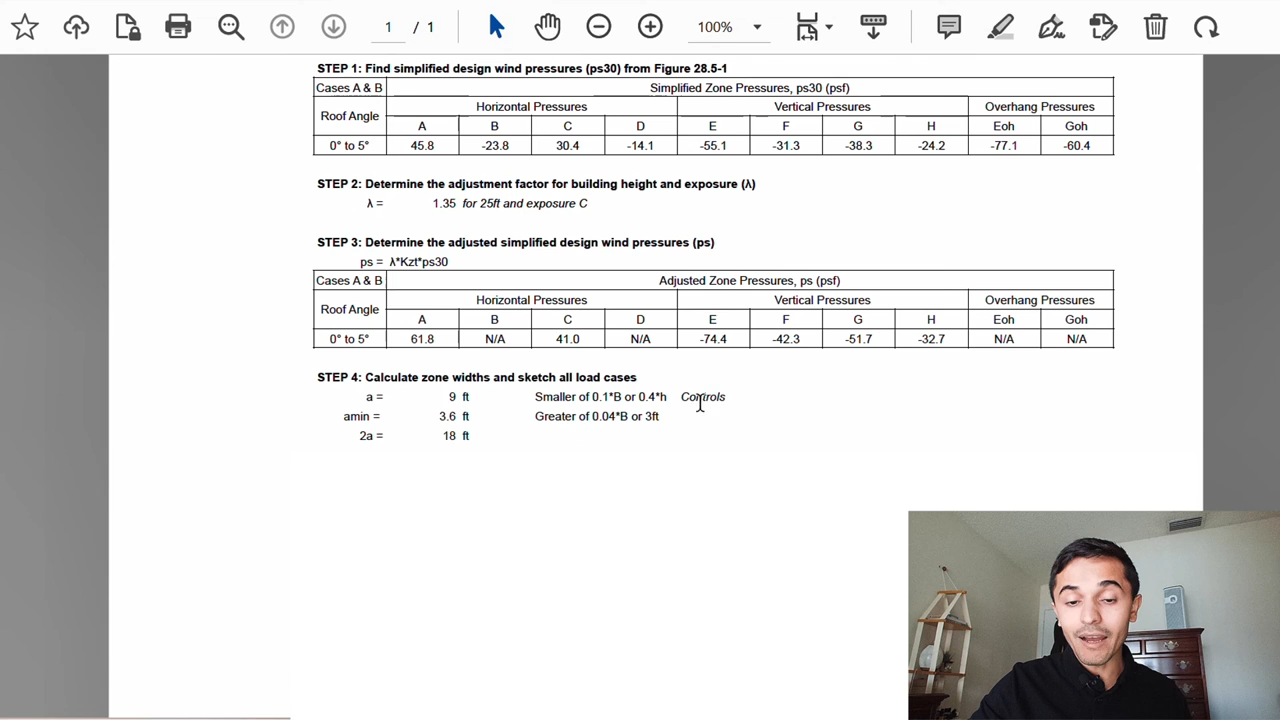 1 / 1 100%
STEP 1: Find simplified design wind pressures (ps30) from Figure 28.5-1
Cases A & B Simplified Zone Pressures, ps30 (psf)
Roof Angle Horizontal Pressures Vertical Pressures Overhang Pressures
A B C D E F G H Eoh Goh
0° to 5° 45.8 -23.8 30.4 -14.1 -55.1 -31.3 -38.3 -24.2 -77.1 -60.4
STEP 2: Determine the adjustment factor for building height and exposure (λ)
λ = 1.35 for 25ft and exposure C
STEP 3: Determine the adjusted simplified design wind pressures (ps)
ps = λ*Kzt*ps30
Cases A & B Adjusted Zone Pressures, ps (psf)
Roof Angle Horizontal Pressures Vertical Pressures Overhang Pressures
A B C D E F G H Eoh Goh
0° to 5° 61.8 N/A 41.0 N/A -74.4 -42.3 -51.7 -32.7 N/A N/A
STEP 4: Calculate zone widths and sketch all load cases
a = 9 ft Smaller of 0.1*B or 0.4*h Controls
amin = 3.6 ft Greater of 0.04*B or 3ft
2a = 18 ft